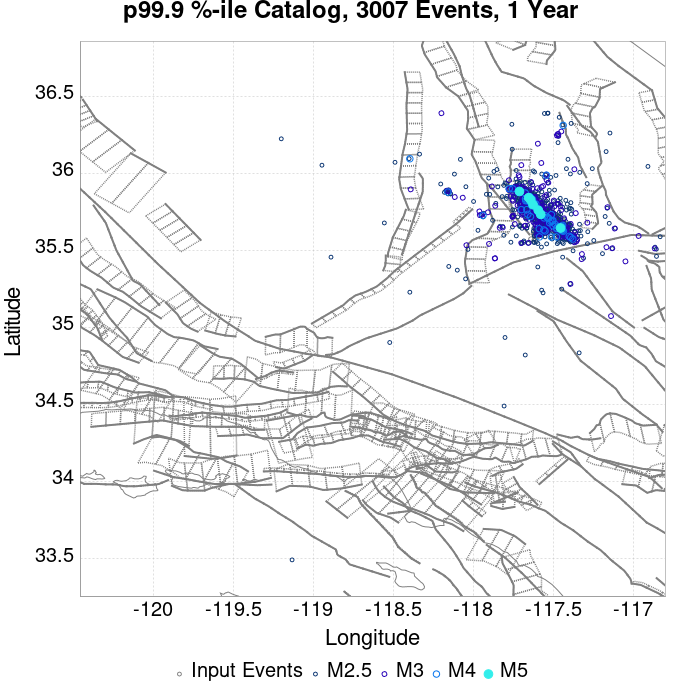 p99.9 %-ile Catalog, 3007 Events, 1 Year
36.5
36
35.5
35
34.5
34
33.5
Latitude
-120
-119.5
-119
-118.5
-118
-117.5
-117
Longitude
Input Events
M2.5
M3
M4
M5